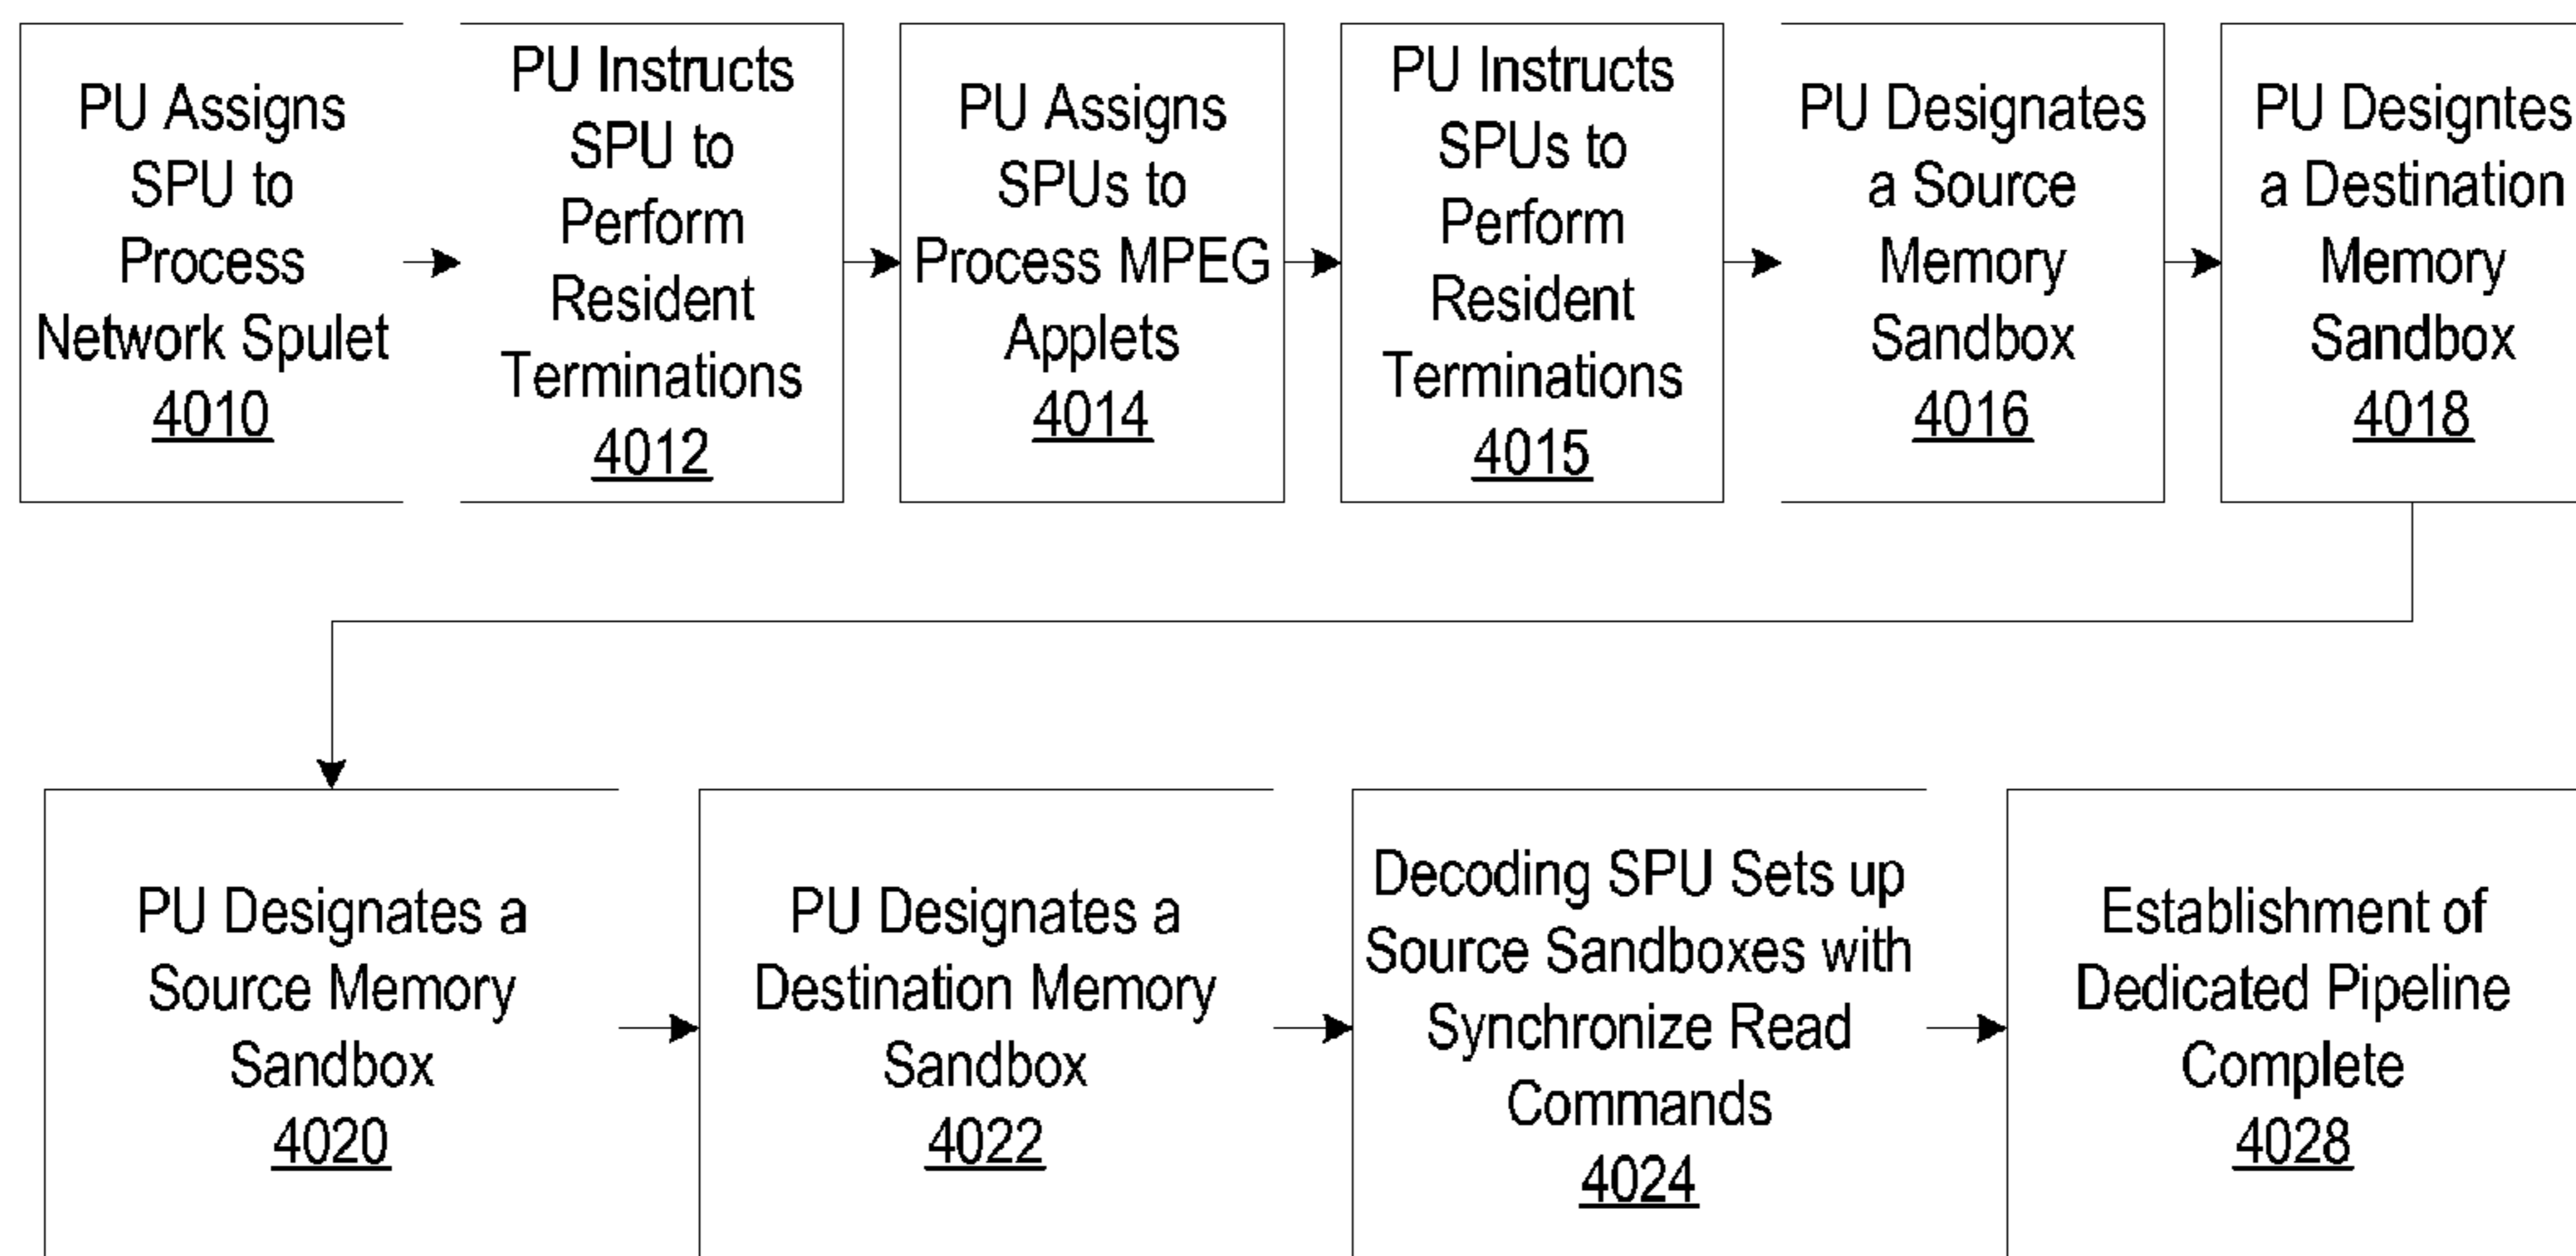 PU Assigns
SPU to
Process
Network Spulet
4010
PU Instructs
SPU to
Perform
Resident
Terminations
4012
PU Assigns
SPUs to
Process MPEG
Applets
4014
PU Instructs
SPUs to
Perform
Resident
Terminations
4015
PU Designates
a Source
Memory
Sandbox
4016
PU Designtes
a Destination
Memory
Sandbox
4018
PU Designates a
Source Memory
Sandbox
4020
PU Designates a
Destination Memory
Sandbox
4022
Decoding SPU Sets up
Source Sandboxes with
Synchronize Read
Commands
4024
Establishment of
Dedicated Pipeline
Complete
4028